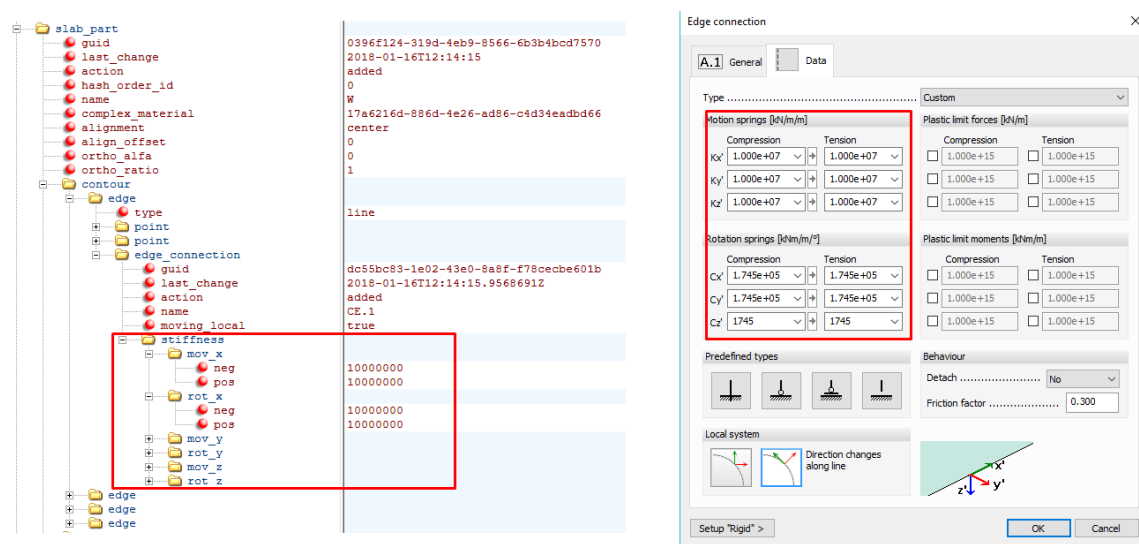 slab_part
guid 0396f124-319d-4eb9-8566-6b3b4bcd7570
last_change 2018-01-16T12:14:15
action added
hash_order_id 0
name W
complex_material 17a6216d-886d-4e26-ad86-c4d34eadbd66
alignment center
align_offset 0
ortho_alfa 0
ortho_ratio 1
contour
edge
type line
point
point
edge_connection
guid dc55bc83-1e02-43e0-8a8f-f78cecbe601b
last_change 2018-01-16T12:14:15.9568691Z
action added
name CE.1
moving_local true
stiffness
mov_x
neg 10000000
pos 10000000
rot_x
neg 10000000
pos 10000000
mov_y
rot_y
mov_z
rot_z
edge
edge
edge
Edge connection
A.1 General Data
Type Custom
Motion springs [kN/m/m] Plastic limit forces [kN/m]
Compression Tension Compression Tension
Kx' 1.000e+07 1.000e+07 1.000e+15 1.000e+15
Ky' 1.000e+07 1.000e+07 1.000e+15 1.000e+15
Kz' 1.000e+07 1.000e+07 1.000e+15 1.000e+15
Rotation springs [kNm/m/°] Plastic limit moments [kNm/m]
Compression Tension Compression Tension
Cx' 1.745e+05 1.745e+05 1.000e+15 1.000e+15
Cy' 1.745e+05 1.745e+05 1.000e+15 1.000e+15
Cz' 1745 1745 1.000e+15 1.000e+15
Predefined types Behaviour
Detach No
Friction factor 0.300
Local system
Direction changes
along line
x'
z' y'
Setup "Rigid" > OK Cancel